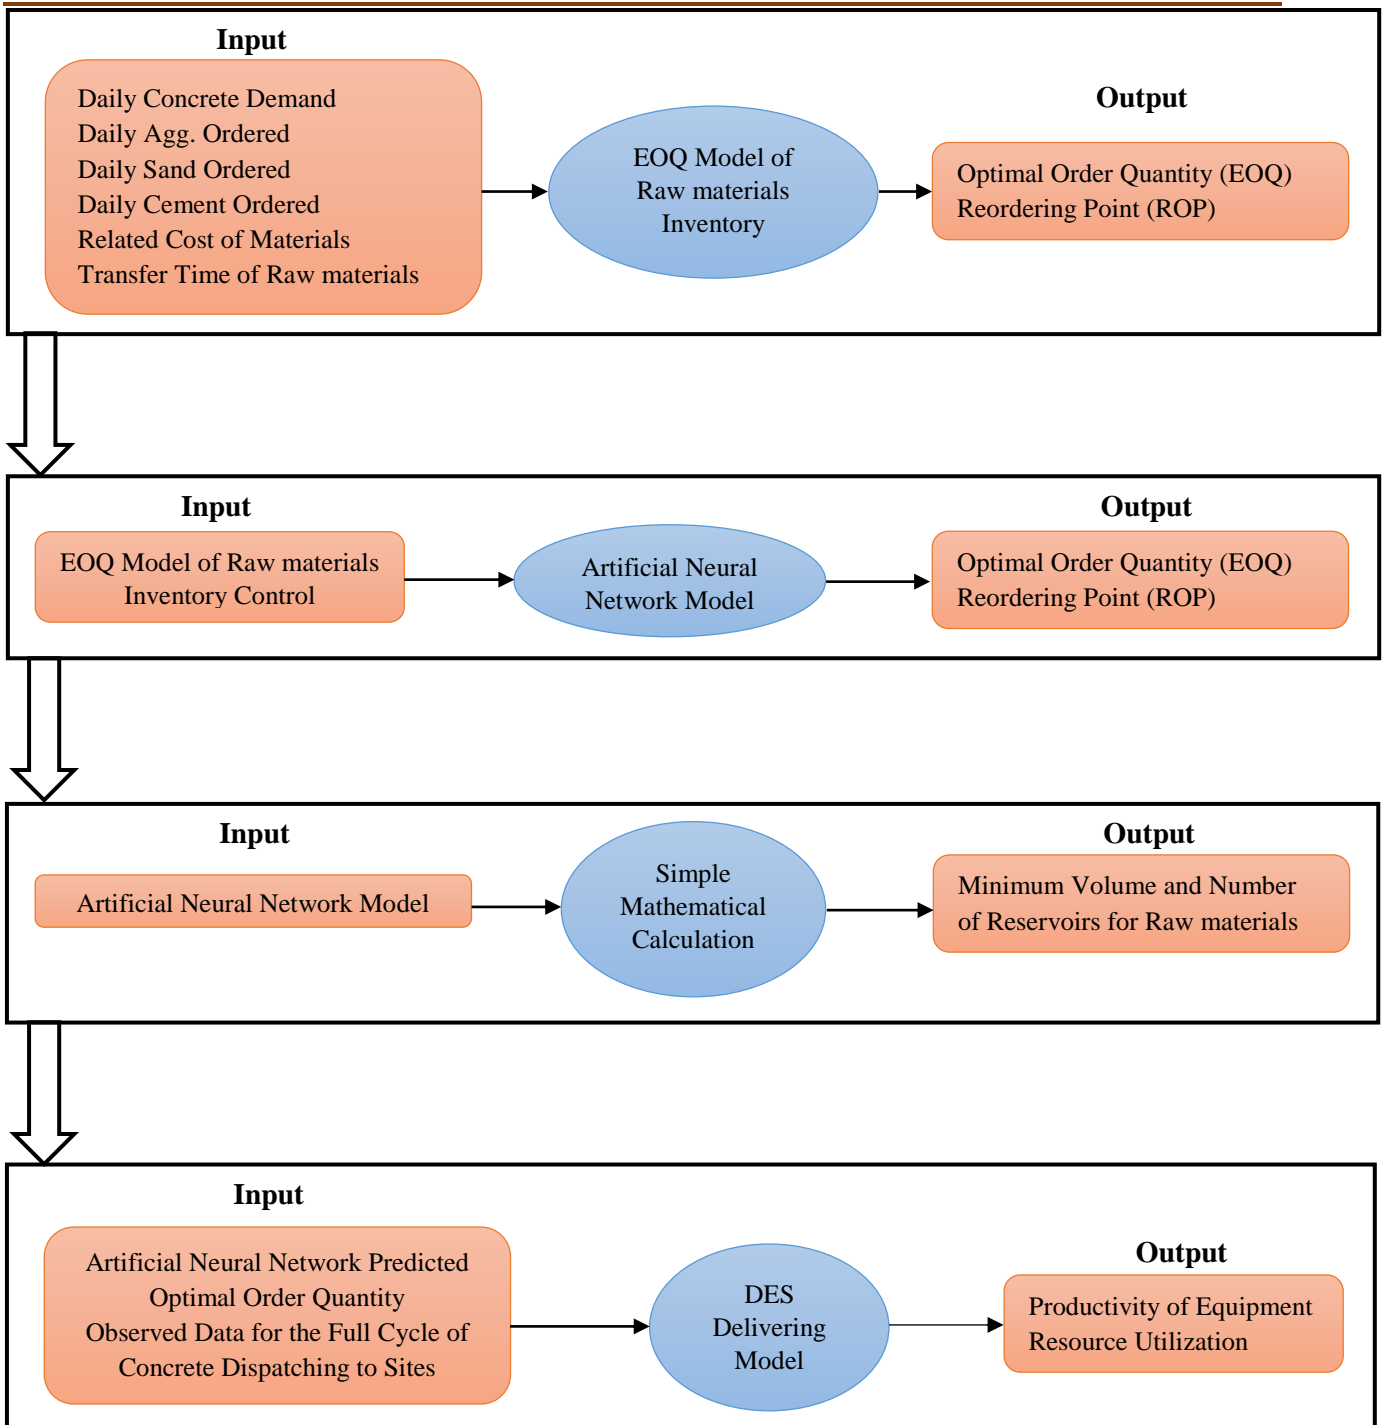 Input
Daily Concrete Demand
Daily Agg. Ordered
Daily Sand Ordered
Daily Cement Ordered
Related Cost of Materials
Transfer Time of Raw materials
EOQ Model of
Raw materials
Inventory
Output
Optimal Order Quantity (EOQ)
Reordering Point (ROP)
Input
EOQ Model of Raw materials
Inventory Control
Artificial Neural
Network Model
Output
Optimal Order Quantity (EOQ)
Reordering Point (ROP)
Input
Artificial Neural Network Model
Simple
Mathematical
Calculation
Output
Minimum Volume and Number
of Reservoirs for Raw materials
Input
Artificial Neural Network Predicted
Optimal Order Quantity
Observed Data for the Full Cycle of
Concrete Dispatching to Sites
DES
Delivering
Model
Output
Productivity of Equipment
Resource Utilization